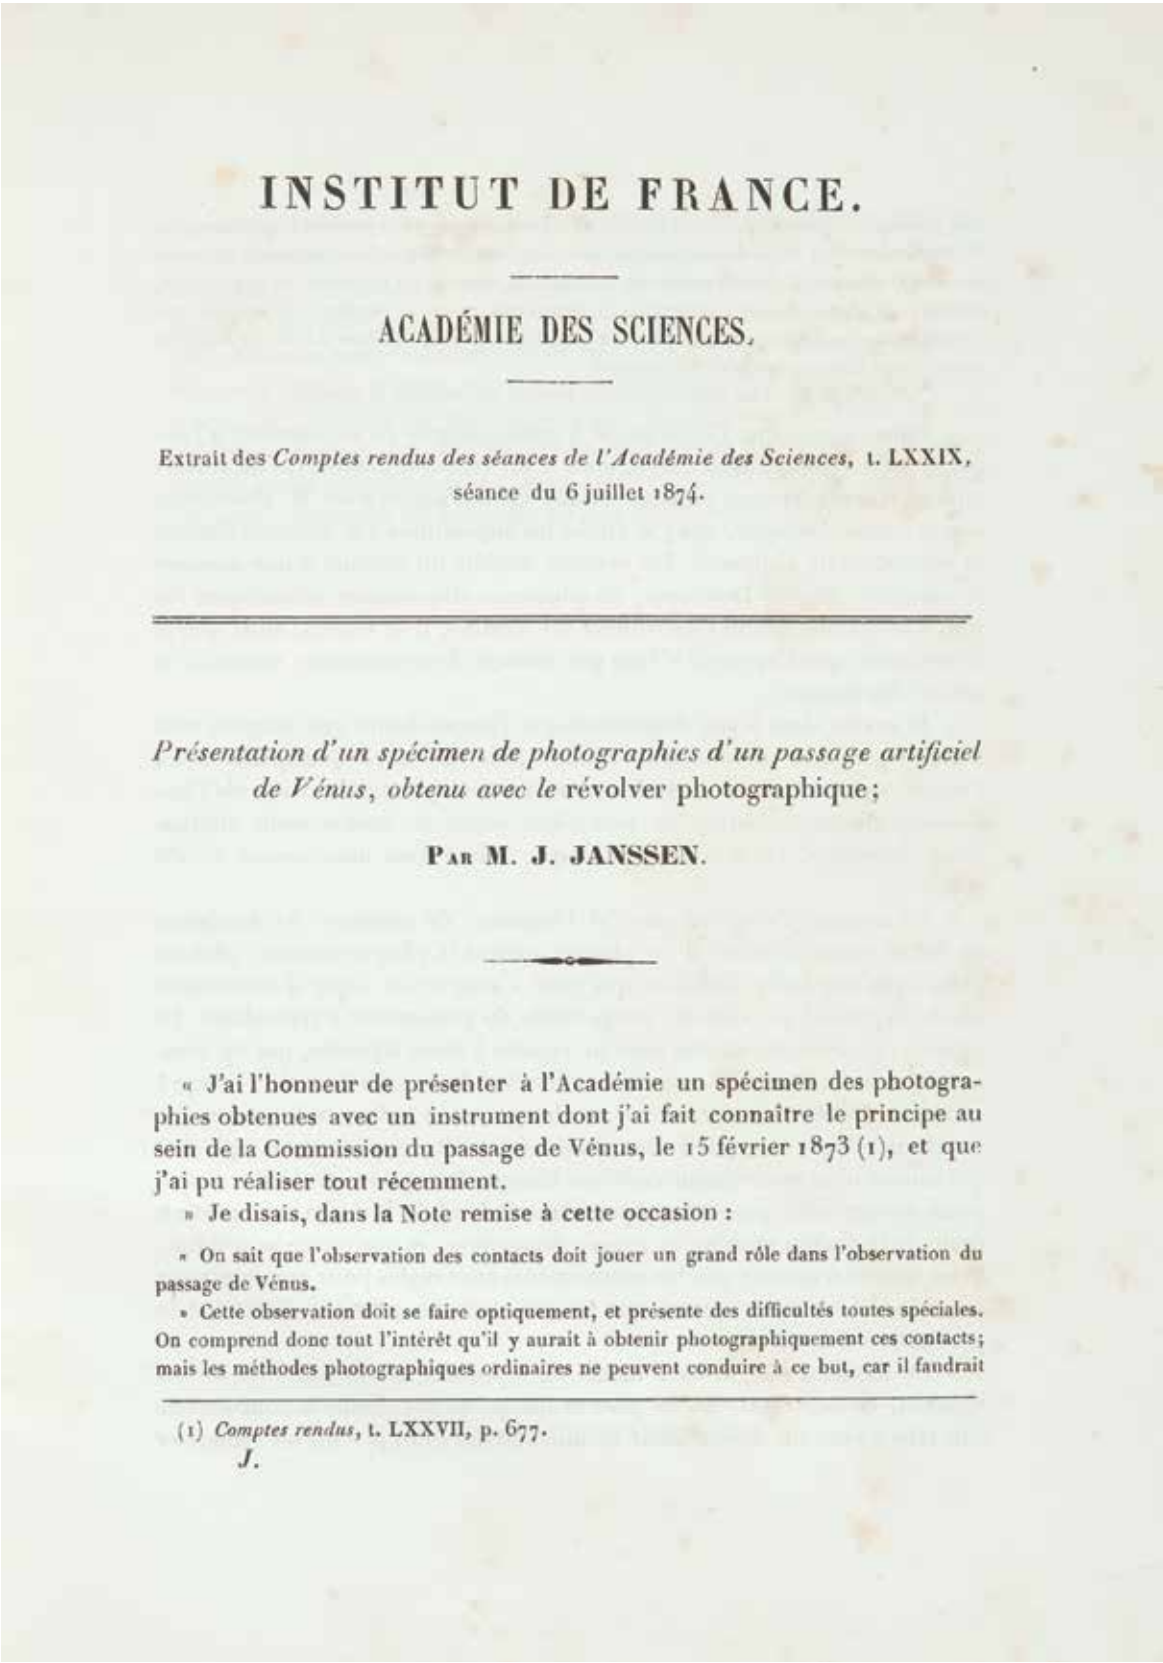 INSTITUT DE FRANCE.
ACADÉMIE DES SCIENCES.
Extrait des Comptes rendus des séances de l'Académie des Sciences, t. LXXIX,
séance du 6 juillet 1874.
Présentation d'un spécimen de photographies d'un passage artificiel
de Vénus, obtenu avec le révolver photographique;
PAR M. J. JANSSEN.
« J'ai l'honneur de présenter à l'Académie un spécimen des photogra-
phies obtenues avec un instrument dont j'ai fait connaître le principe au
sein de la Commission du passage de Vénus, le 15 février 1873 (1), et que
j'ai pu réaliser tout récemment.
» Je disais, dans la Note remise à cette occasion :
« On sait que l'observation des contacts doit jouer un grand rôle dans l'observation du
passage de Vénus.
» Cette observation doit se faire optiquement, et présente des difficultés toutes spéciales.
On comprend donc tout l'intérêt qu'il y aurait à obtenir photographiquement ces contacts;
mais les méthodes photographiques ordinaires ne peuvent conduire à ce but, car il faudrait
(1) Comptes rendus, t. LXXVII, p. 677.
J.